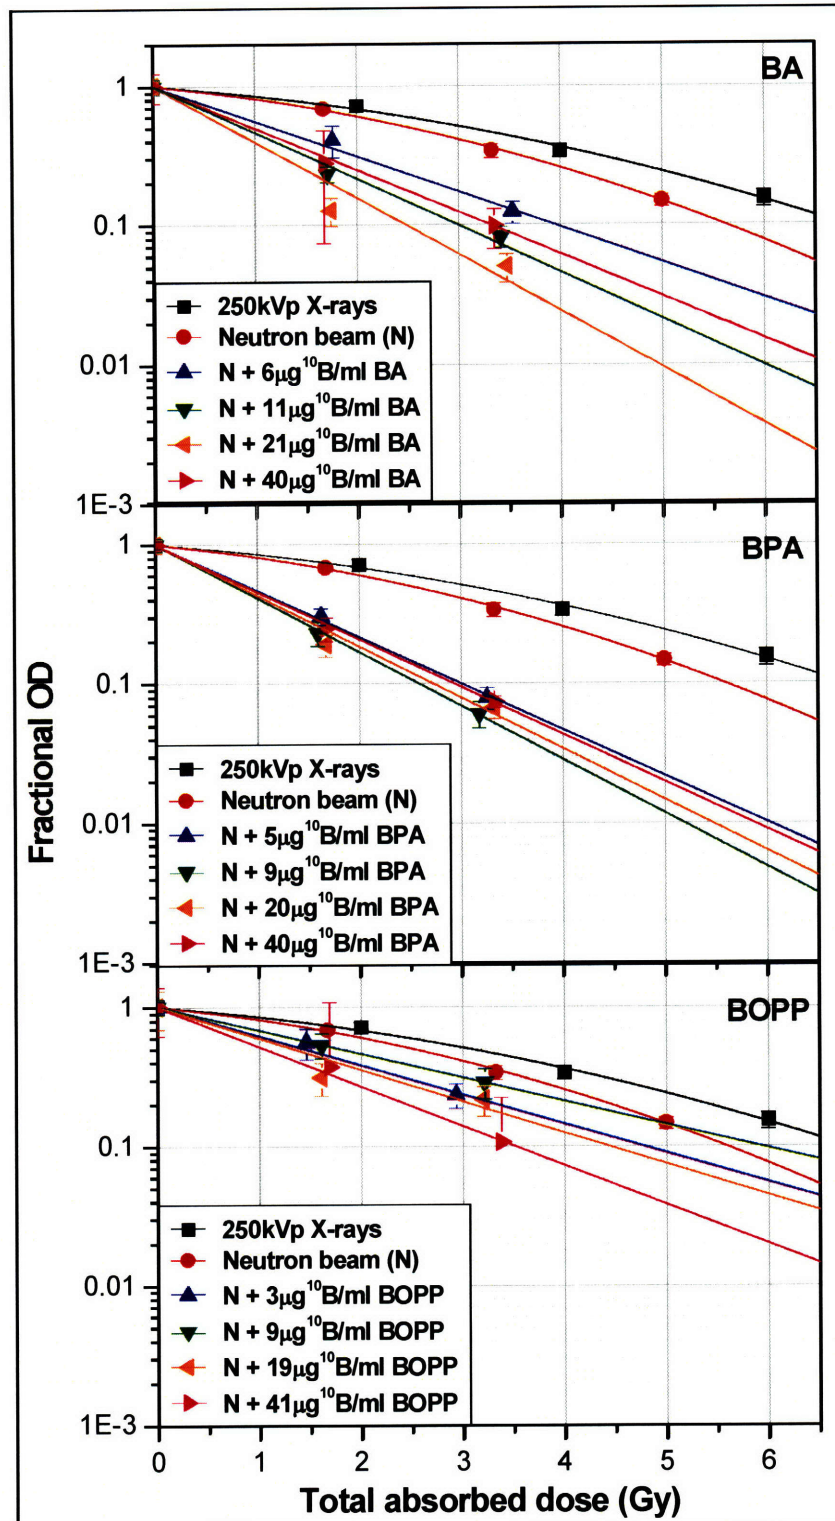 BA
1
0.1
0.01
1E-3
250kVp X-rays
Neutron beam (N)
N + 6μg¹⁰B/ml BA
N + 11μg¹⁰B/ml BA
N + 21μg¹⁰B/ml BA
N + 40μg¹⁰B/ml BA
BPA
1
0.1
0.01
1E-3
250kVp X-rays
Neutron beam (N)
N + 5μg¹⁰B/ml BPA
N + 9μg¹⁰B/ml BPA
N + 20μg¹⁰B/ml BPA
N + 40μg¹⁰B/ml BPA
Fractional OD
BOPP
1
0.1
0.01
1E-3
250kVp X-rays
Neutron beam (N)
N + 3μg¹⁰B/ml BOPP
N + 9μg¹⁰B/ml BOPP
N + 19μg¹⁰B/ml BOPP
N + 41μg¹⁰B/ml BOPP
0 1 2 3 4 5 6
Total absorbed dose (Gy)